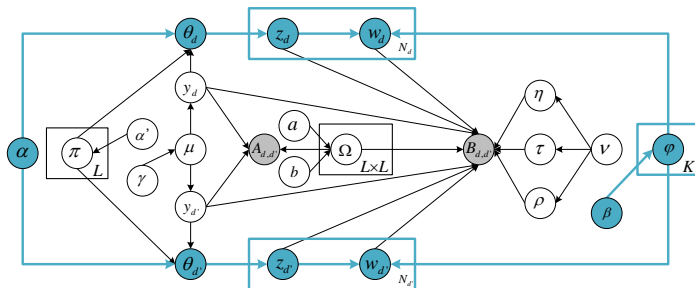 θ_d z_d w_d
N_d
y_d η
a
α π α' μ A_{d,d'} Ω B_{d,d'} τ ν φ
L L×L K
γ b
y_{d'} ρ β
θ_{d'} z_{d'} w_{d'}
N_{d'}